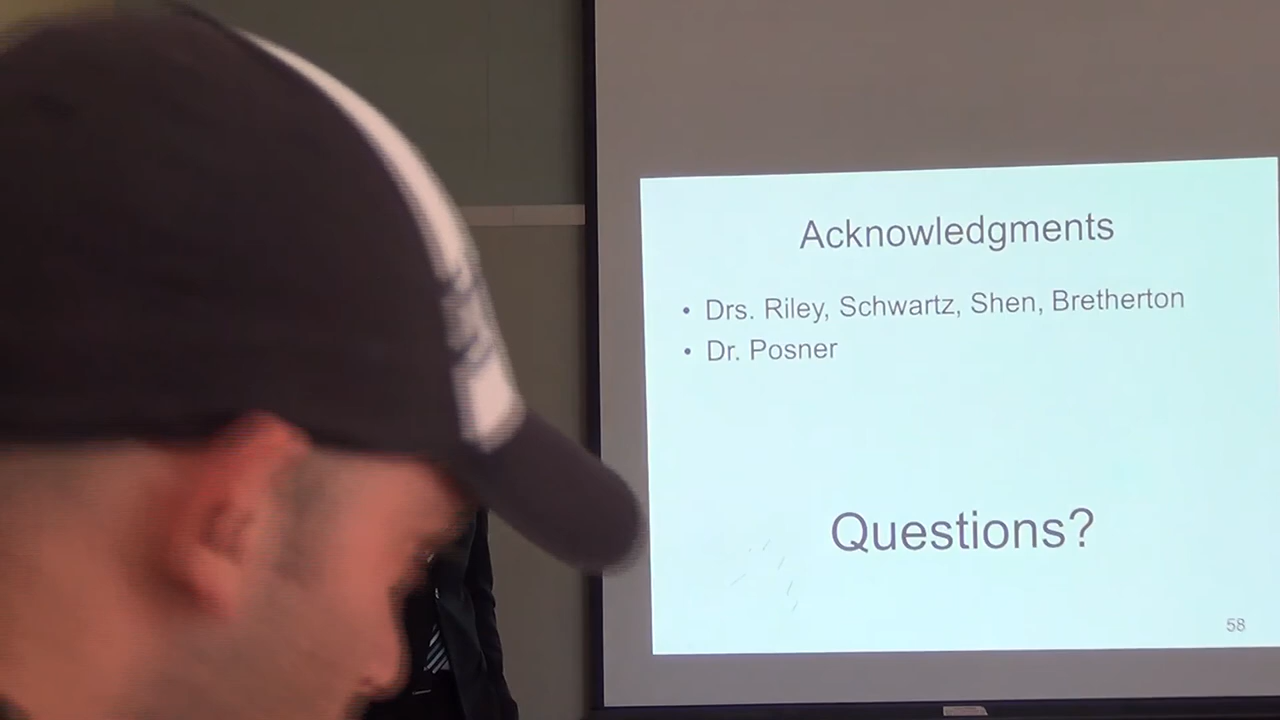 Acknowledgments
• Drs. Riley, Schwartz, Shen, Bretherton
• Dr. Posner
Questions?
58